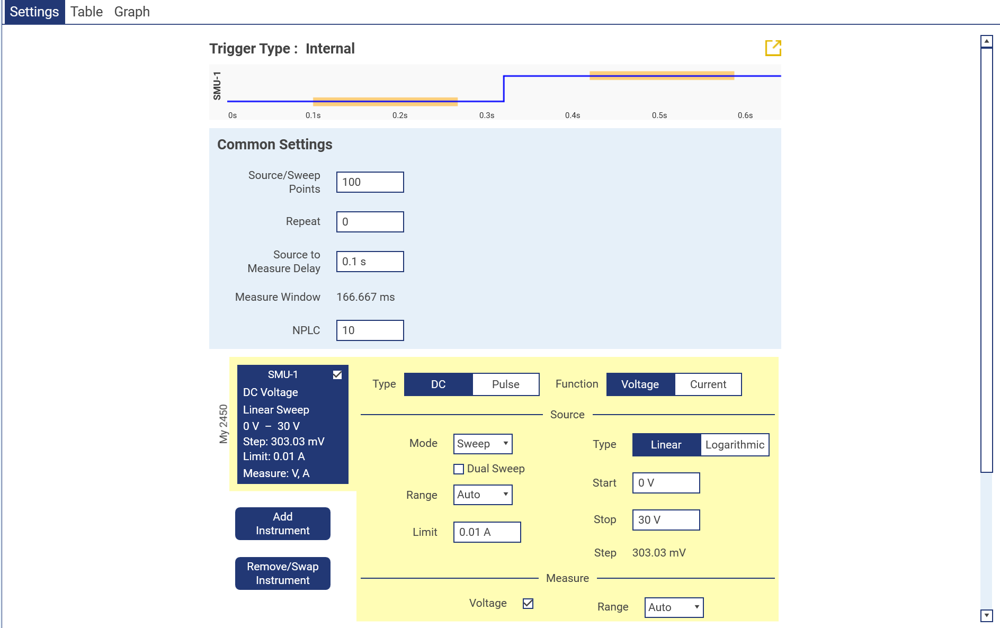 Settings Table Graph
Trigger Type : Internal
SMU-1
0s 0.1s 0.2s 0.3s 0.4s 0.5s 0.6s
Common Settings
Source/Sweep
Points
100
Repeat 0
Source to
Measure Delay
0.1 s
Measure Window 166.667 ms
NPLC 10
My 2450
SMU-1
DC Voltage
Linear Sweep
0 V – 30 V
Step: 303.03 mV
Limit: 0.01 A
Measure: V, A
Add
Instrument
Remove/Swap
Instrument
Type DC Pulse Function Voltage Current
Source
Mode Sweep
Dual Sweep
Range Auto
Limit 0.01 A
Type Linear Logarithmic
Start 0 V
Stop 30 V
Step 303.03 mV
Measure
Voltage Range Auto